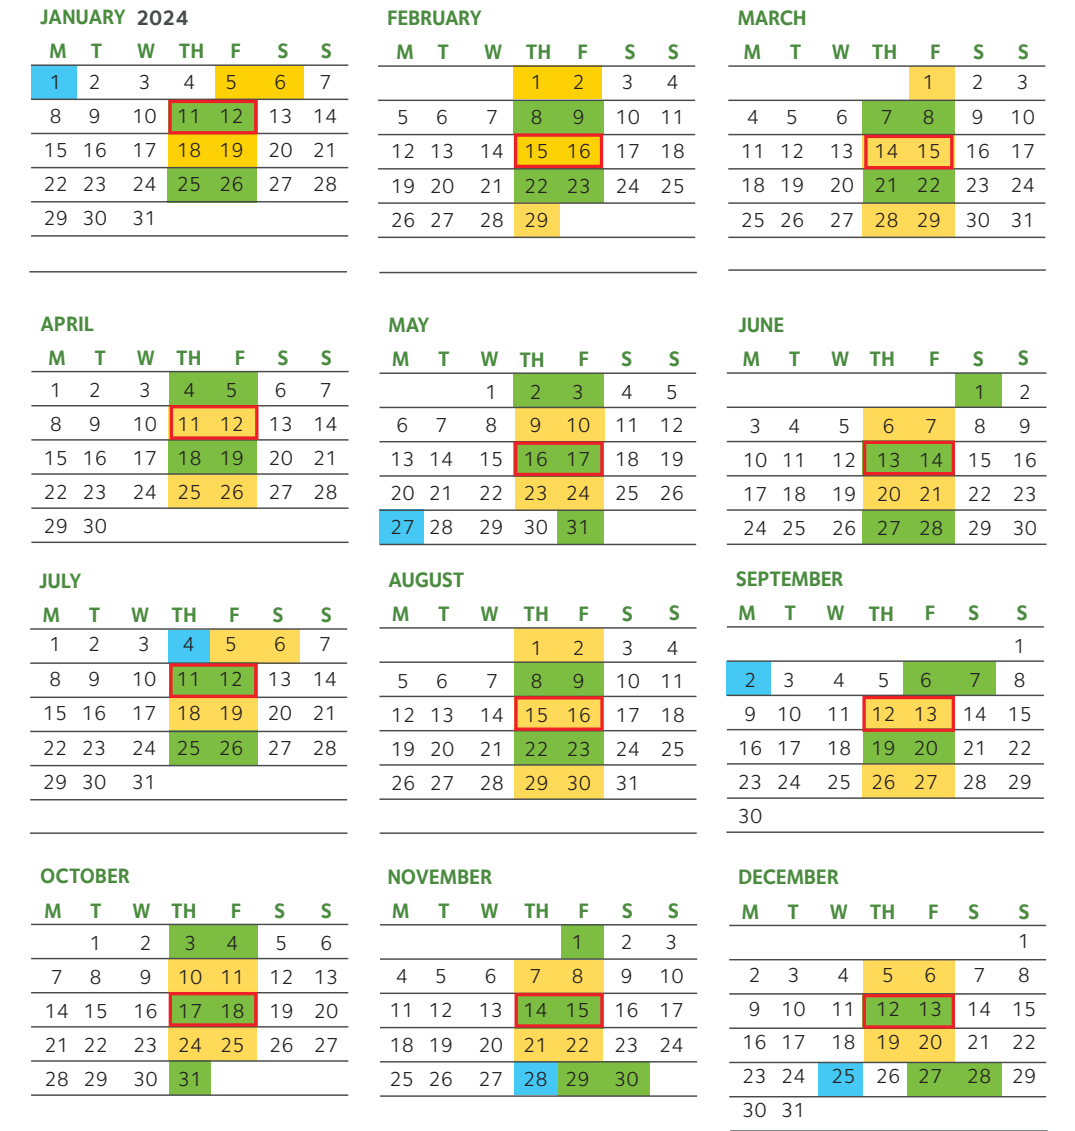 JANUARY 2024
M T W TH F S S
1 2 3 4 5 6 7
8 9 10 11 12 13 14
15 16 17 18 19 20 21
22 23 24 25 26 27 28
29 30 31
FEBRUARY
M T W TH F S S
1 2 3 4
5 6 7 8 9 10 11
12 13 14 15 16 17 18
19 20 21 22 23 24 25
26 27 28 29
MARCH
M T W TH F S S
1 2 3
4 5 6 7 8 9 10
11 12 13 14 15 16 17
18 19 20 21 22 23 24
25 26 27 28 29 30 31
APRIL
M T W TH F S S
1 2 3 4 5 6 7
8 9 10 11 12 13 14
15 16 17 18 19 20 21
22 23 24 25 26 27 28
29 30
MAY
M T W TH F S S
1 2 3 4 5
6 7 8 9 10 11 12
13 14 15 16 17 18 19
20 21 22 23 24 25 26
27 28 29 30 31
JUNE
M T W TH F S S
1 2
3 4 5 6 7 8 9
10 11 12 13 14 15 16
17 18 19 20 21 22 23
24 25 26 27 28 29 30
JULY
M T W TH F S S
1 2 3 4 5 6 7
8 9 10 11 12 13 14
15 16 17 18 19 20 21
22 23 24 25 26 27 28
29 30 31
AUGUST
M T W TH F S S
1 2 3 4
5 6 7 8 9 10 11
12 13 14 15 16 17 18
19 20 21 22 23 24 25
26 27 28 29 30 31
SEPTEMBER
M T W TH F S S
1
2 3 4 5 6 7 8
9 10 11 12 13 14 15
16 17 18 19 20 21 22
23 24 25 26 27 28 29
30
OCTOBER
M T W TH F S S
1 2 3 4 5 6
7 8 9 10 11 12 13
14 15 16 17 18 19 20
21 22 23 24 25 26 27
28 29 30 31
NOVEMBER
M T W TH F S S
1 2 3
4 5 6 7 8 9 10
11 12 13 14 15 16 17
18 19 20 21 22 23 24
25 26 27 28 29 30
DECEMBER
M T W TH F S S
1
2 3 4 5 6 7 8
9 10 11 12 13 14 15
16 17 18 19 20 21 22
23 24 25 26 27 28 29
30 31